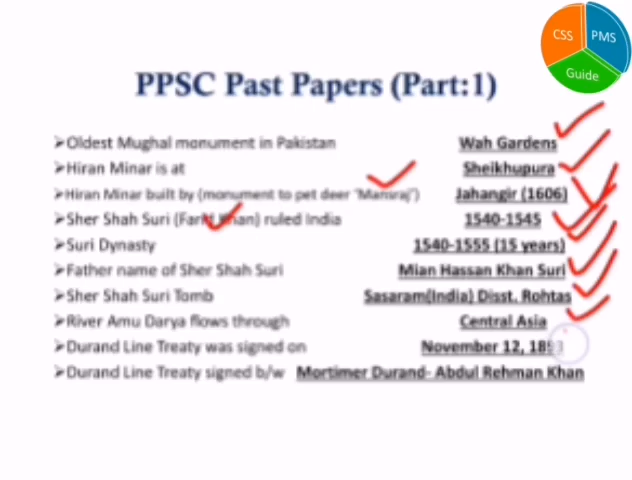 CSS PMS
Guide
PPSC Past Papers (Part:1)
➢Oldest Mughal monument in Pakistan Wah Gardens
➢Hiran Minar is at Sheikhupura
➢Hiran Minar built by (monument to pet deer 'Mamiraj') Jahangir (1606)
➢Sher Shah Suri (Farid Khan) ruled India 1540-1545
➢Suri Dynasty 1540-1555 (15 years)
➢Father name of Sher Shah Suri Mian Hassan Khan Suri
➢Sher Shah Suri Tomb Sasaram(India) Disst. Rohtas
➢River Amu Darya flows through Central Asia
➢Durand Line Treaty was signed on November 12, 1893
➢Durand Line Treaty signed b/w Mortimer Durand- Abdul Rehman Khan